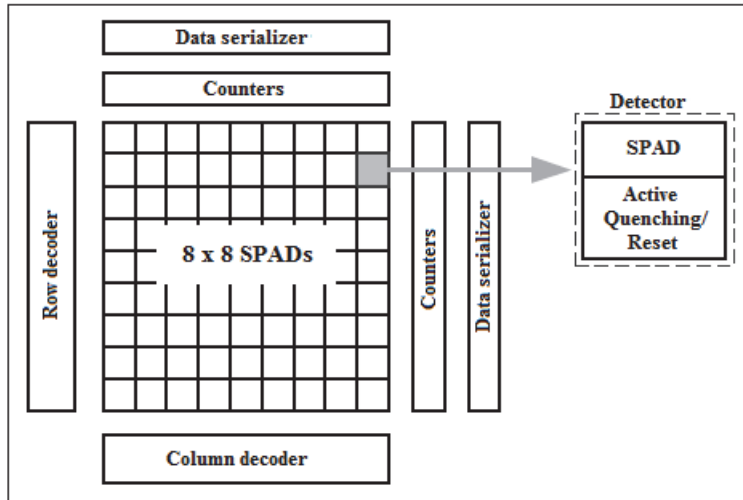 Data serializer
Counters
Detector
SPAD
Active
Quenching/
Reset
Row decoder
8 x 8 SPADs
Counters
Data serializer
Column decoder